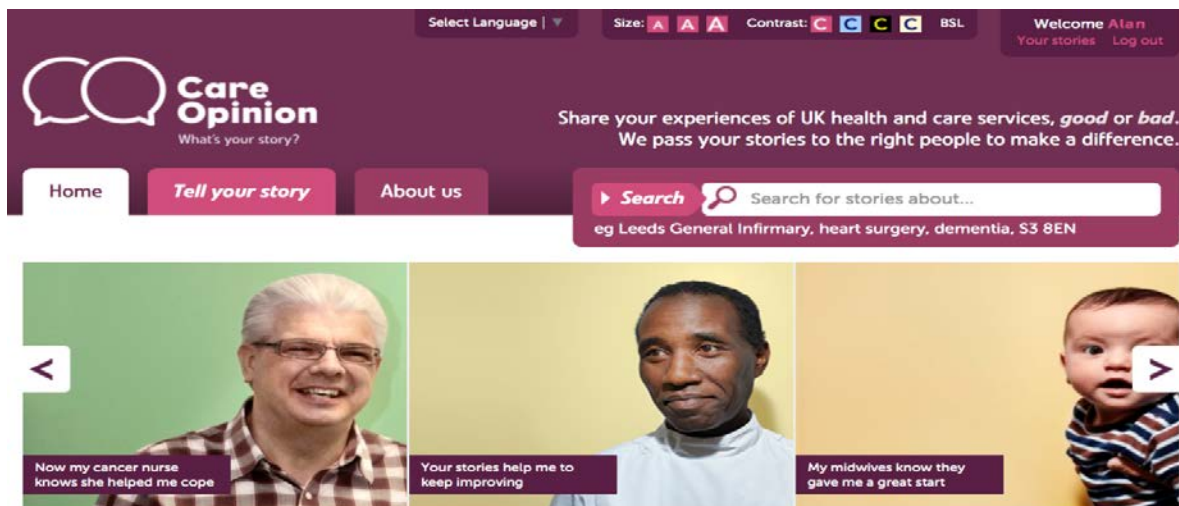 Select Language | ▼
Size: A A A Contrast: C C C C BSL
Welcome Alan
Your stories Log out
Care
Opinion
What's your story?
Share your experiences of UK health and care services, good or bad.
We pass your stories to the right people to make a difference.
Home
Tell your story
About us
Search
Search for stories about...
eg Leeds General Infirmary, heart surgery, dementia, S3 8EN
<
>
Now my cancer nurse
knows she helped me cope
Your stories help me to
keep improving
My midwives know they
gave me a great start